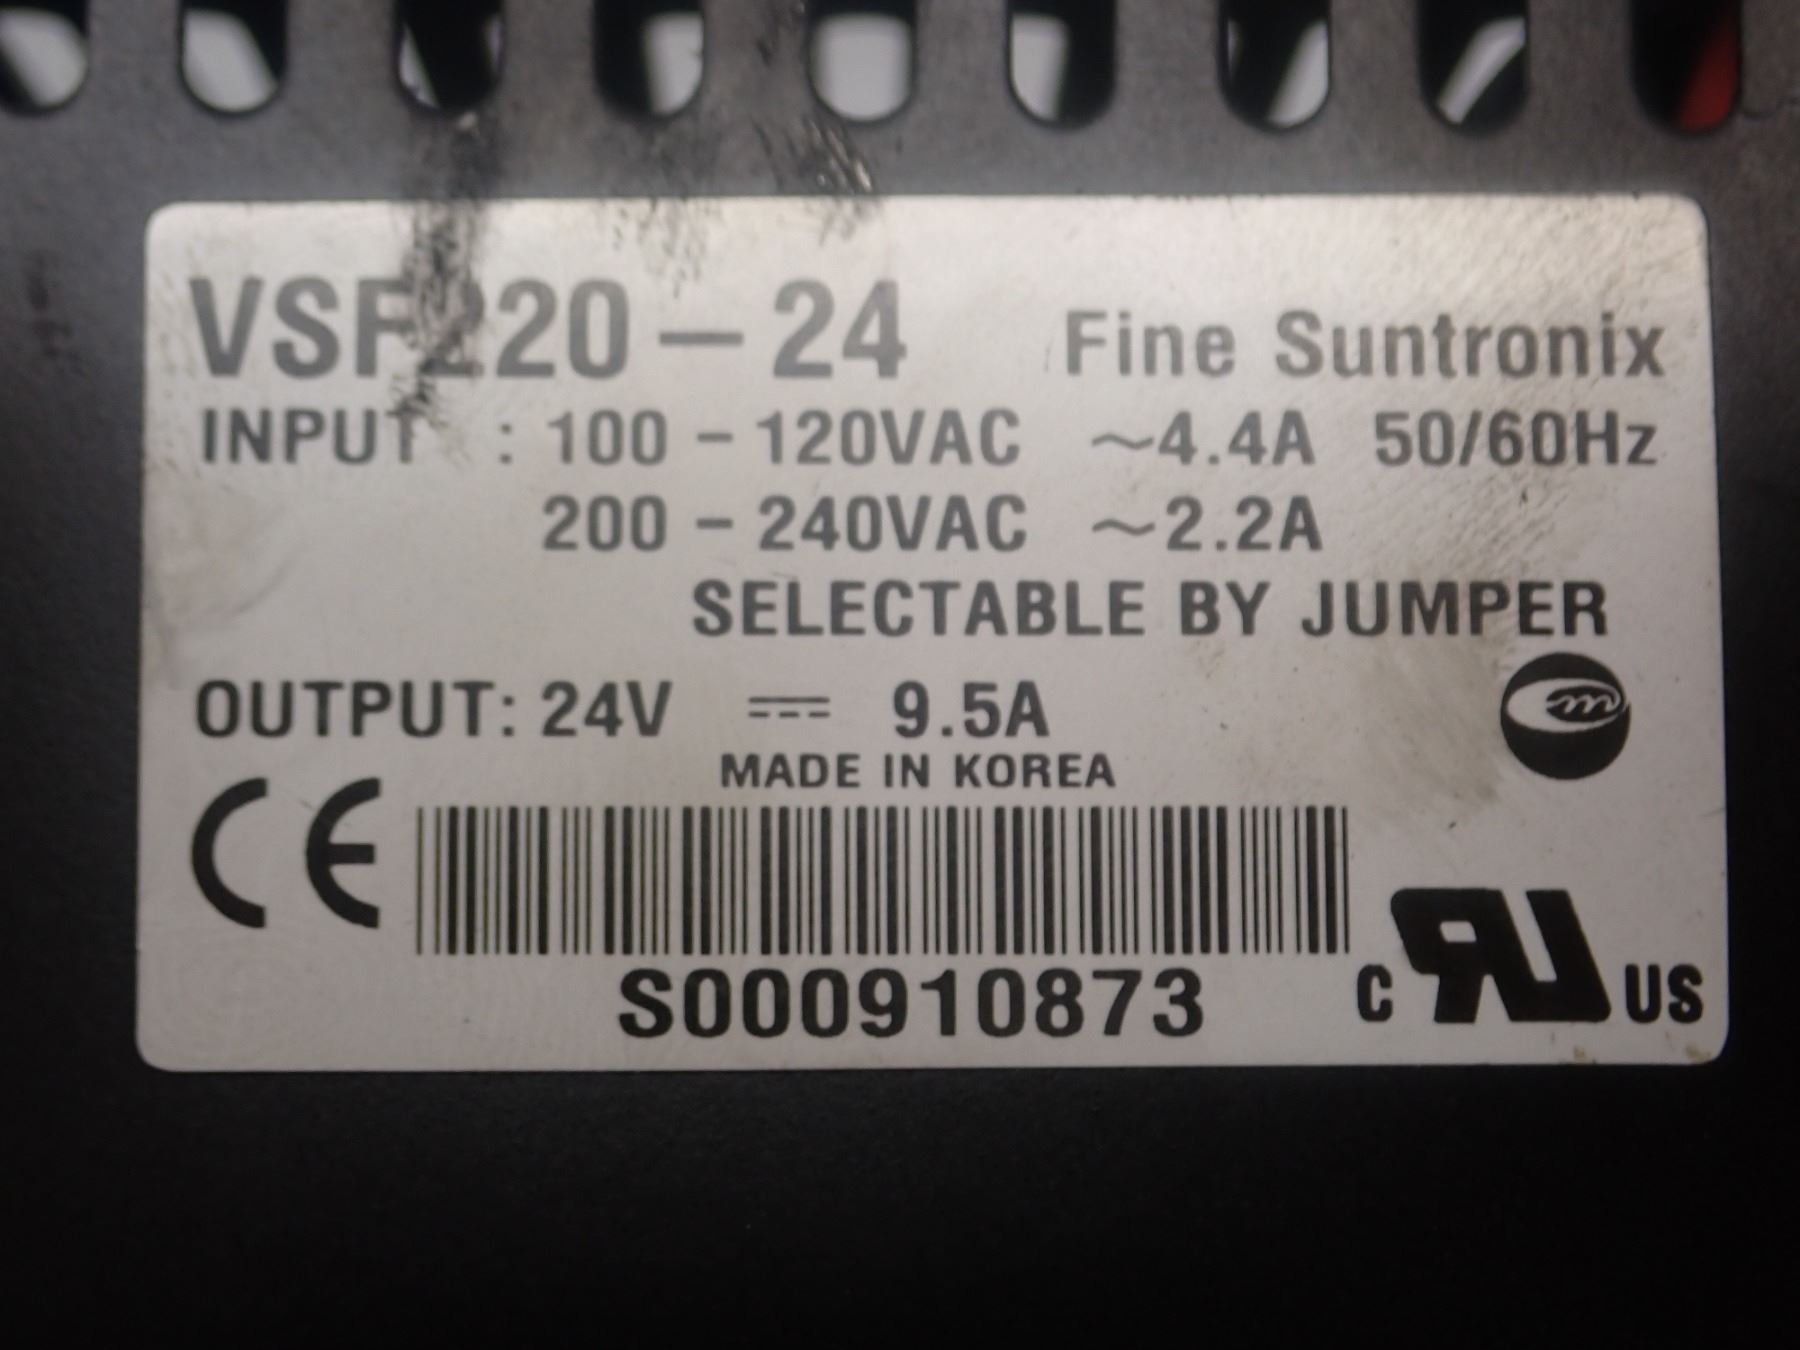 VSF220-24 Fine Suntronix
INPUT : 100-120VAC ~4.4A 50/60Hz
200-240VAC ~2.2A
SELECTABLE BY JUMPER
OUTPUT: 24V ⎓ 9.5A
MADE IN KOREA
CE
S000910873
C RU US